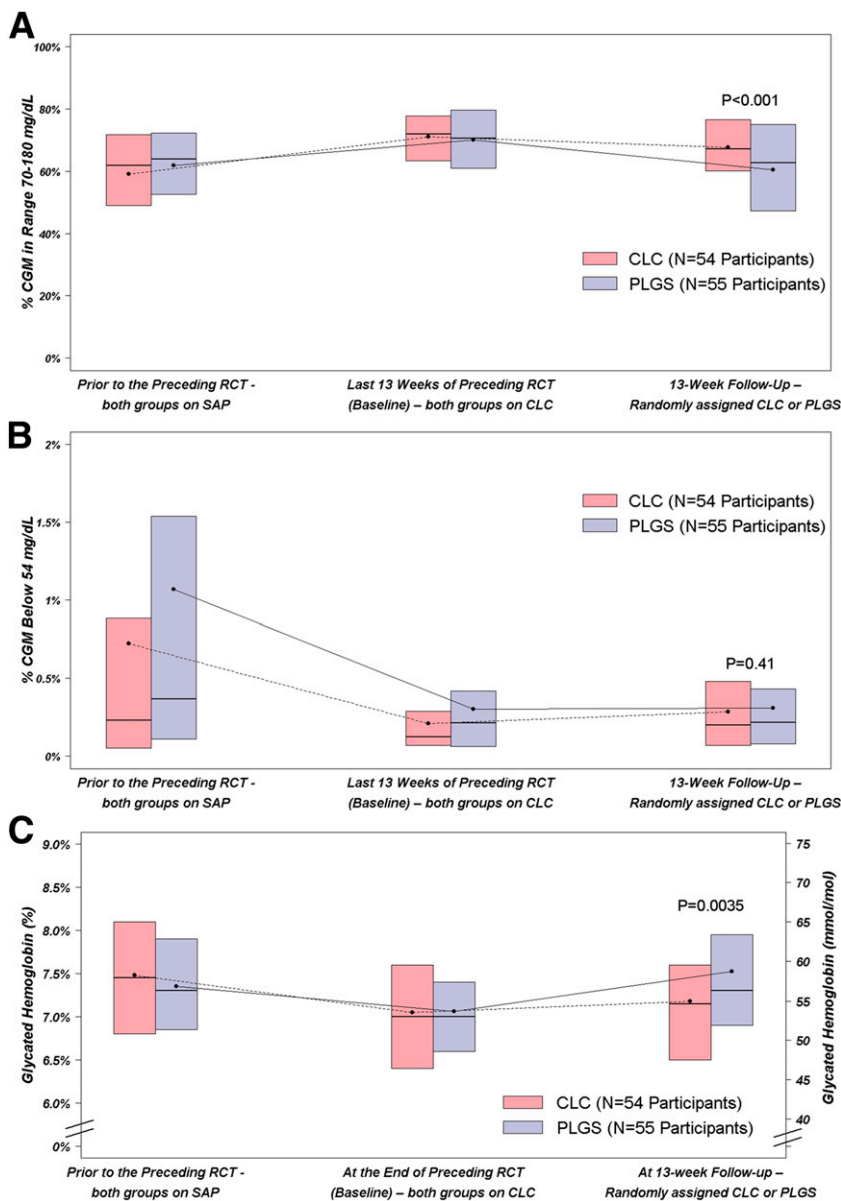 A
100%
80%
60%
40%
20%
0%
% CGM in Range 70-180 mg/dL
P<0.001
CLC (N=54 Participants)
PLGS (N=55 Participants)
Prior to the Preceding RCT -
both groups on SAP
Last 13 Weeks of Preceding RCT
(Baseline) – both groups on CLC
13-Week Follow-Up –
Randomly assigned CLC or PLGS
B
2%
1.5%
1%
0.5%
0%
% CGM Below 54 mg/dL
CLC (N=54 Participants)
PLGS (N=55 Participants)
P=0.41
Prior to the Preceding RCT -
both groups on SAP
Last 13 Weeks of Preceding RCT
(Baseline) – both groups on CLC
13-Week Follow-Up –
Randomly assigned CLC or PLGS
C
9.0%
8.5%
8.0%
7.5%
7.0%
6.5%
6.0%
0%
Glycated Hemoglobin (%)
P=0.0035
75
70
65
60
55
50
45
40
0%
Glycated Hemoglobin (mmol/mol)
CLC (N=54 Participants)
PLGS (N=55 Participants)
Prior to the Preceding RCT -
both groups on SAP
At the End of Preceding RCT
(Baseline) – both groups on CLC
At 13-week Follow-up –
Randomly assigned CLC or PLGS